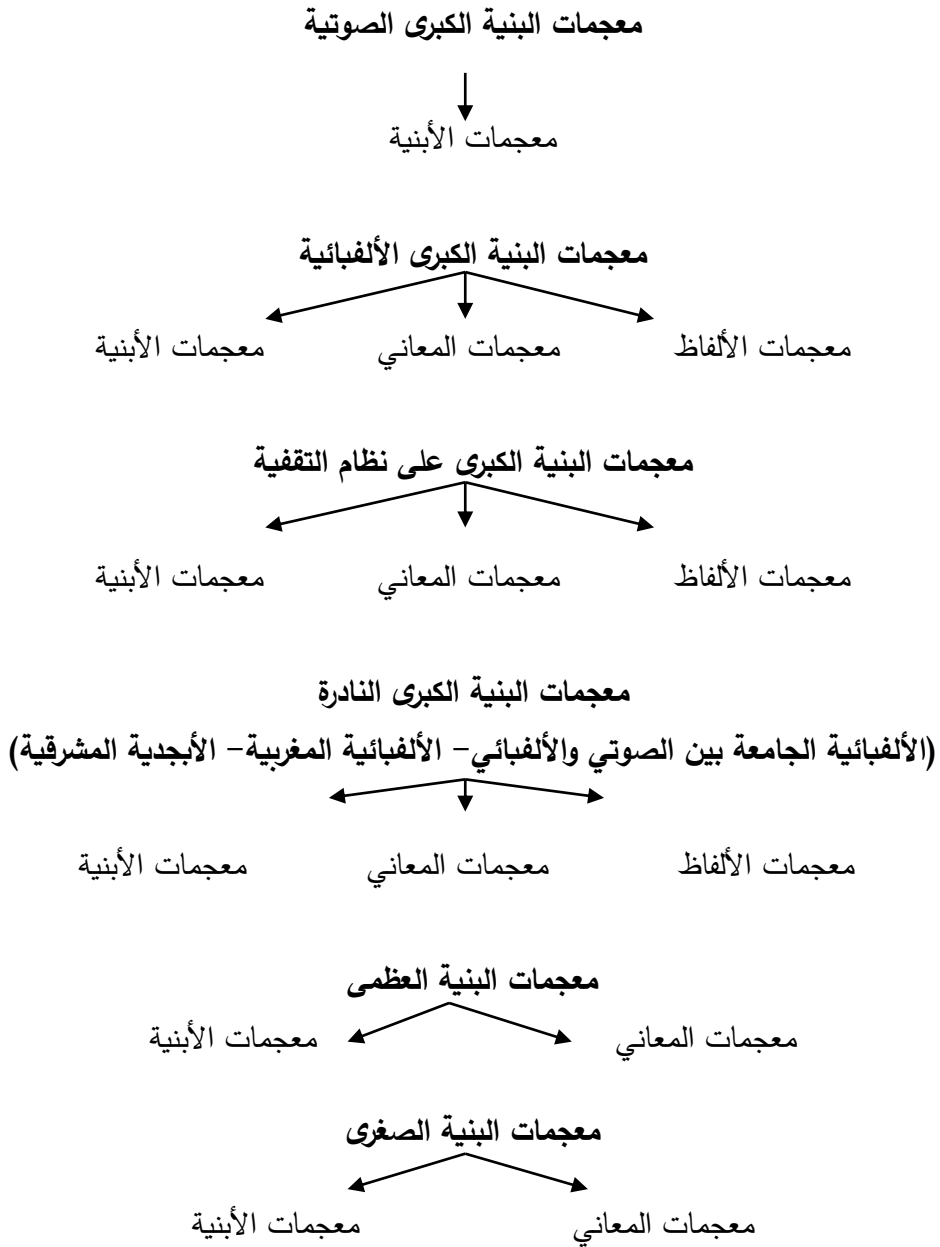 معجمات البنية الكبرى الصوتية
معجمات الأبنية
معجمات البنية الكبرى الألفبائية
معجمات الألفاظ معجمات المعاني معجمات الأبنية
معجمات البنية الكبرى على نظام التقفية
معجمات الألفاظ معجمات المعاني معجمات الأبنية
معجمات البنية الكبرى النادرة
(الألفبائية الجامعة بين الصوتي والألفبائي- الألفبائية المغربية- الأبجدية المشرقية)
معجمات الألفاظ معجمات المعاني معجمات الأبنية
معجمات البنية العظمى
معجمات المعاني معجمات الأبنية
معجمات البنية الصغرى
معجمات المعاني معجمات الأبنية